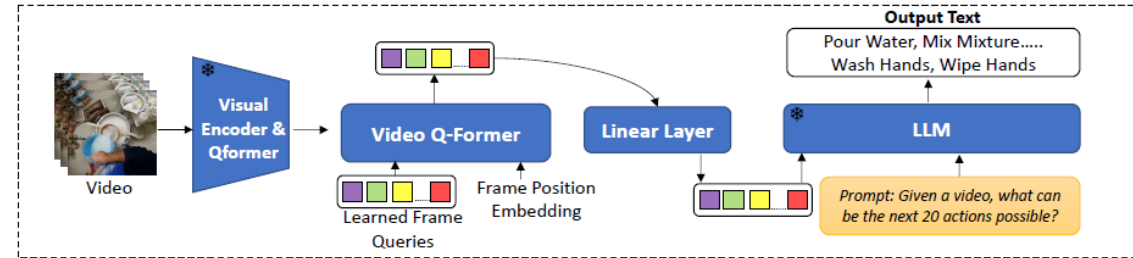 Output Text
Pour Water, Mix Mixture.....
Wash Hands, Wipe Hands
Visual
Encoder &
Qformer
Video Q-Former
Linear Layer
LLM
Video
Learned Frame
Queries
Frame Position
Embedding
Prompt: Given a video, what can
be the next 20 actions possible?